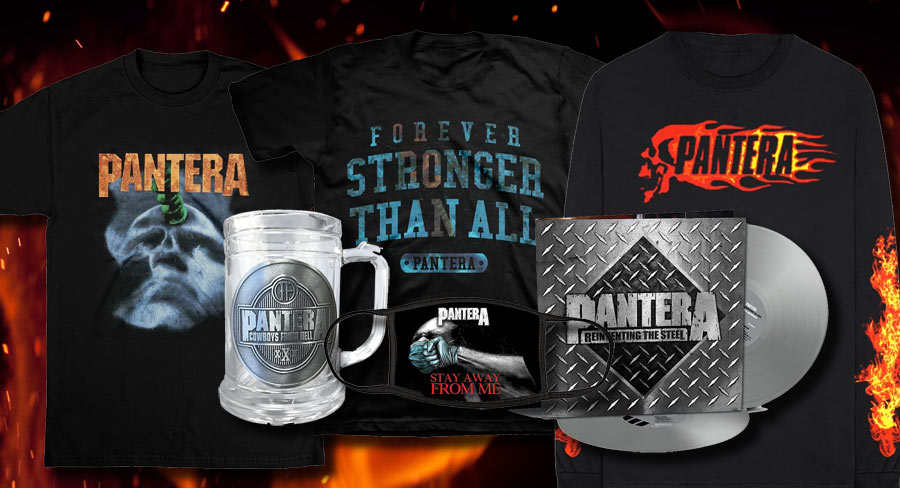 PANTERA
FOREVER
STRONGER
THAN ALL
PANTERA
PANTERA
PANTERA
COWBOYS FROM HELL
XX
PANTERA
STAY AWAY
FROM ME
PANTERA
REINVENTING THE STEEL